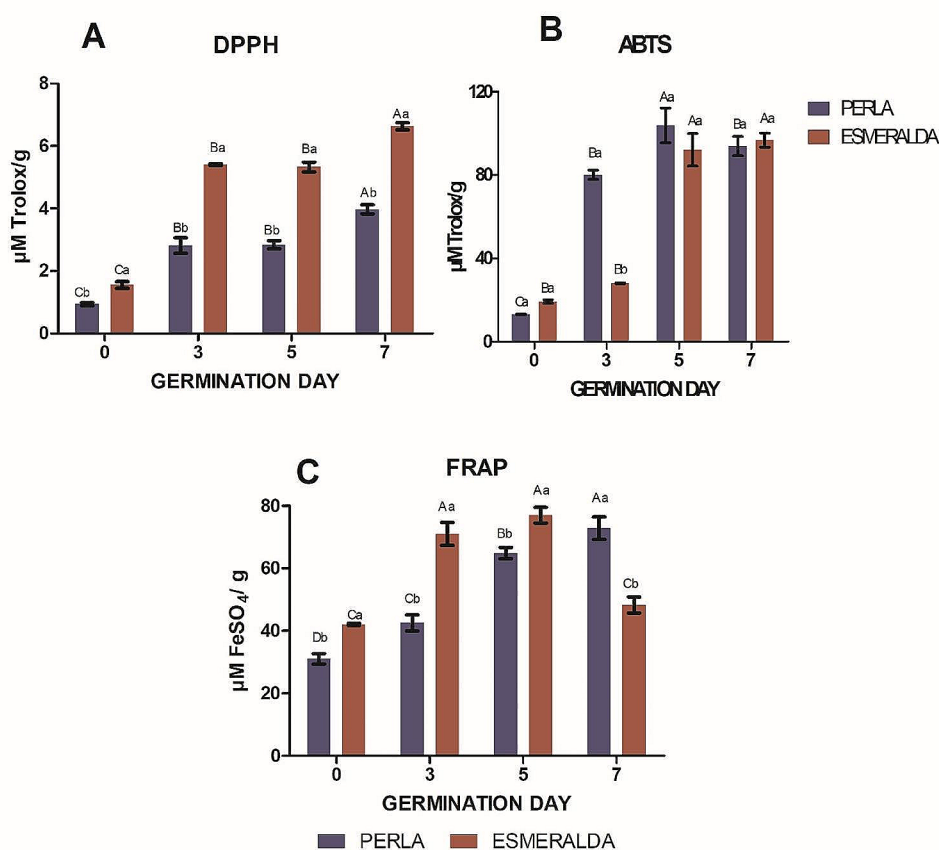 A
DPPH
8
6
4
2
0
µM Trolox/g
Cb
Ca
Bb
Ba
Bb
Ba
Ab
Aa
0 3 5 7
GERMINATION DAY
B
ABTS
120
80
40
0
µM Trolox/g
Ca
Ba
Ba
Bb
Aa
Aa
Ba
Aa
0 3 5 7
GERMINATION DAY
PERLA
ESMERALDA
C
FRAP
80
60
40
20
0
µM FeSO4/ g
Db
Ca
Cb
Aa
Bb
Aa
Aa
Cb
0 3 5 7
GERMINATION DAY
PERLA ESMERALDA